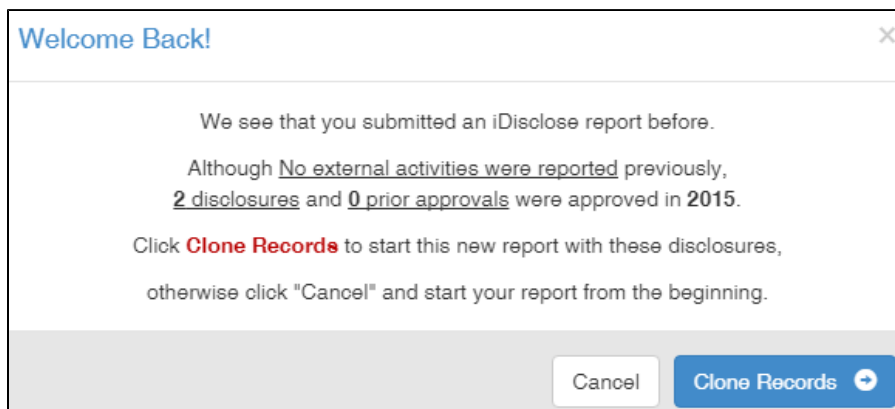 Welcome Back!
We see that you submitted an iDisclose report before.
Although No external activities were reported previously,
2 disclosures and 0 prior approvals were approved in 2015.
Click Clone Records to start this new report with these disclosures,
otherwise click "Cancel" and start your report from the beginning.
Cancel Clone Records